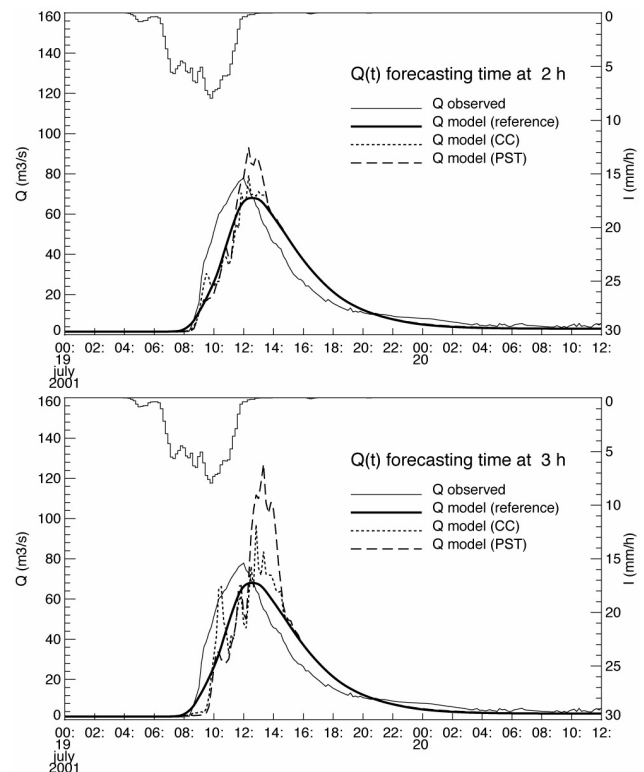 160
140
120
100
80
60
40
20
0
Q (m3/s)
0
5
10
15
20
25
30
I (mm/h)
Q(t) forecasting time at 2 h
Q observed
Q model (reference)
Q model (CC)
Q model (PST)
00: 02: 04: 06: 08: 10: 12: 14: 16: 18: 20: 22: 00: 02: 04: 06: 08: 10: 12:
19 20
july
2001
160
140
120
100
80
60
40
20
0
Q (m3/s)
0
5
10
15
20
25
30
I (mm/h)
Q(t) forecasting time at 3 h
Q observed
Q model (reference)
Q model (CC)
Q model (PST)
00: 02: 04: 06: 08: 10: 12: 14: 16: 18: 20: 22: 00: 02: 04: 06: 08: 10: 12:
19 20
july
2001